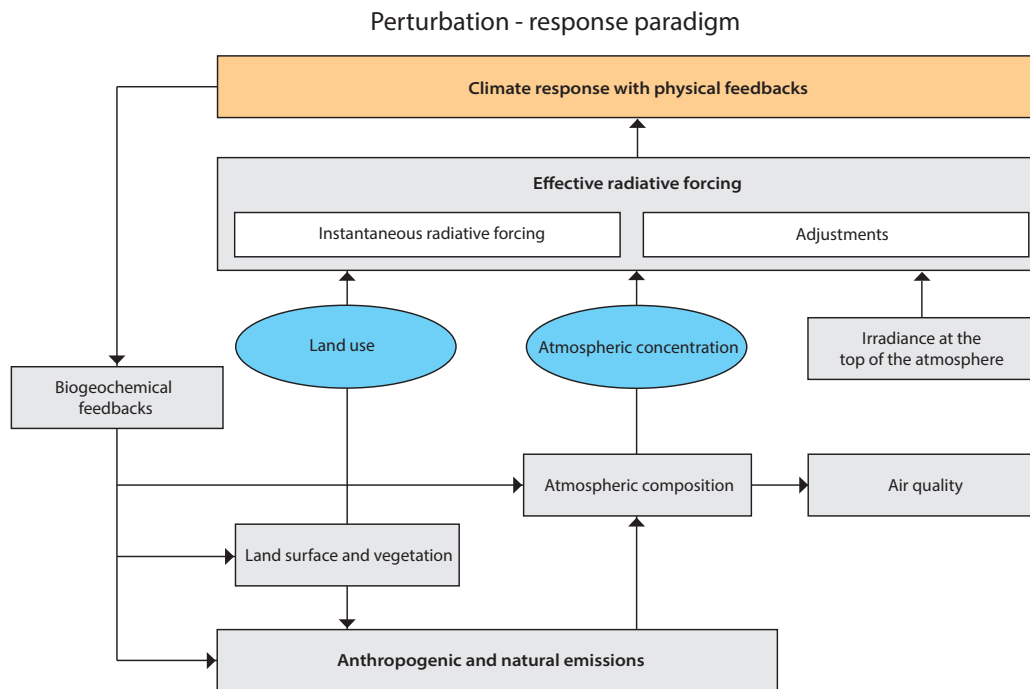 Perturbation - response paradigm
Climate response with physical feedbacks
Effective radiative forcing
Instantaneous radiative forcing
Adjustments
Land use
Atmospheric concentration
Irradiance at the
top of the atmosphere
Biogeochemical
feedbacks
Atmospheric composition
Air quality
Land surface and vegetation
Anthropogenic and natural emissions